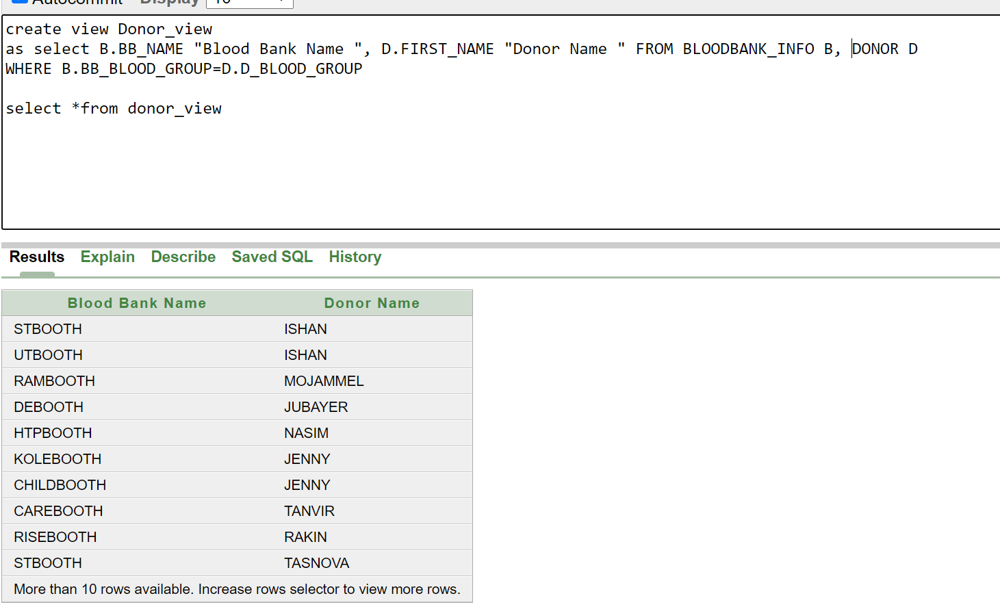 Autocommit Display 10
create view Donor_view
as select B.BB_NAME "Blood Bank Name ", D.FIRST_NAME "Donor Name " FROM BLOODBANK_INFO B, DONOR D
WHERE B.BB_BLOOD_GROUP=D.D_BLOOD_GROUP
select *from donor_view
Results Explain Describe Saved SQL History
Blood Bank Name Donor Name
STBOOTH ISHAN
UTBOOTH ISHAN
RAMBOOTH MOJAMMEL
DEBOOTH JUBAYER
HTPBOOTH NASIM
KOLEBOOTH JENNY
CHILDBOOTH JENNY
CAREBOOTH TANVIR
RISEBOOTH RAKIN
STBOOTH TASNOVA
More than 10 rows available. Increase rows selector to view more rows.